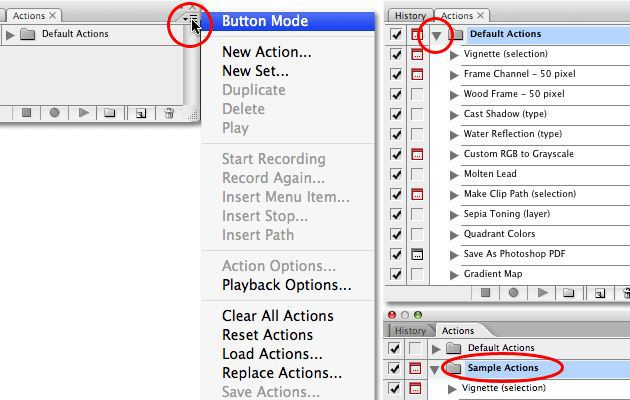 Actions ×
Default Actions
Button Mode
New Action...
New Set...
Duplicate
Delete
Play
Start Recording
Record Again...
Insert Menu Item...
Insert Stop...
Insert Path
Action Options...
Playback Options...
Clear All Actions
Reset Actions
Load Actions...
Replace Actions...
Save Actions...
History Actions ×
Default Actions
Vignette (selection)
Frame Channel - 50 pixel
Wood Frame - 50 pixel
Cast Shadow (type)
Water Reflection (type)
Custom RGB to Grayscale
Molten Lead
Make Clip Path (selection)
Sepia Toning (layer)
Quadrant Colors
Save As Photoshop PDF
Gradient Map
History Actions
Default Actions
Sample Actions
Vignette (selection)